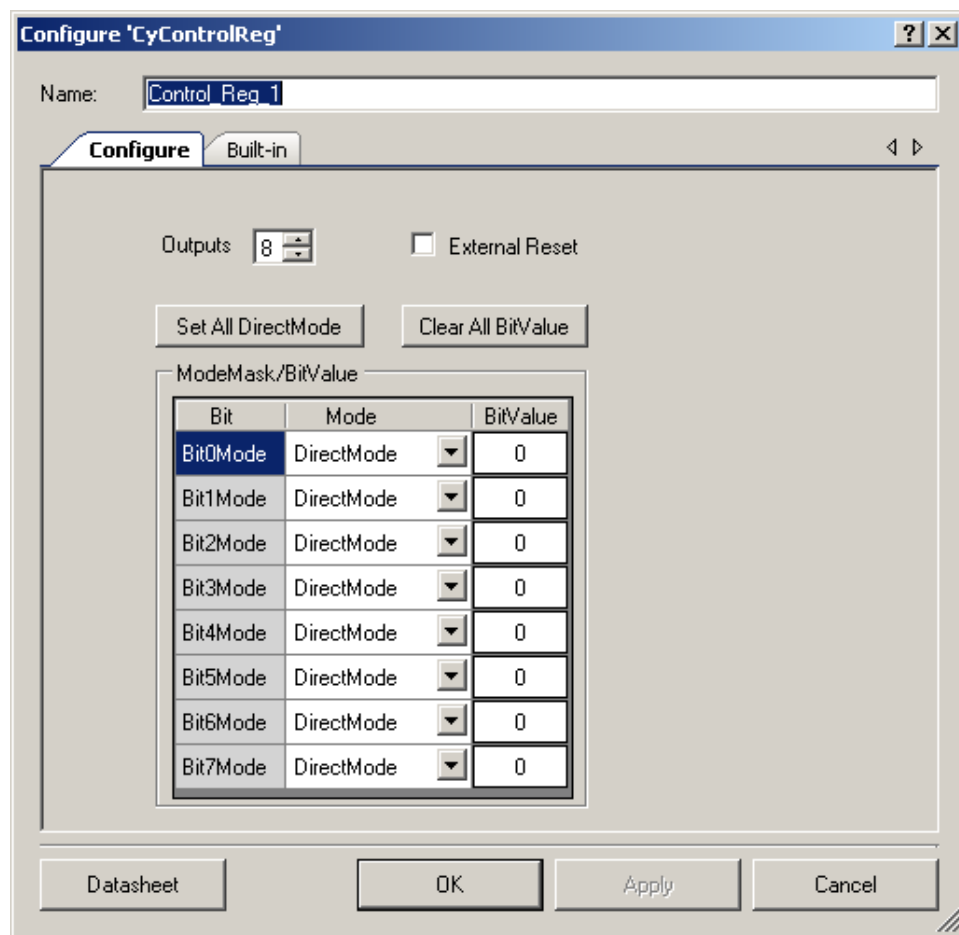 Configure 'CyControlReg'
Name: Control_Reg_1
Configure Built-in
Outputs 8 External Reset
Set All DirectMode Clear All BitValue
ModeMask/BitValue
Bit Mode BitValue
Bit0Mode DirectMode 0
Bit1Mode DirectMode 0
Bit2Mode DirectMode 0
Bit3Mode DirectMode 0
Bit4Mode DirectMode 0
Bit5Mode DirectMode 0
Bit6Mode DirectMode 0
Bit7Mode DirectMode 0
Datasheet OK Apply Cancel